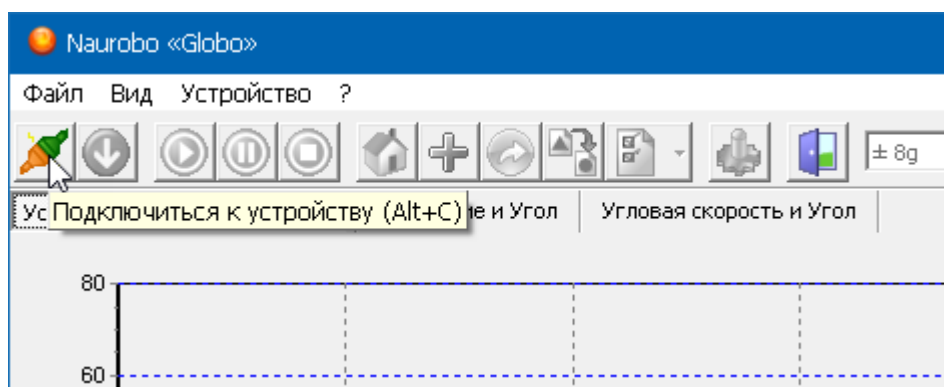 Naurobo «Globo»
Файл Вид Устройство ?
± 8g
Ус Подключиться к устройству (Alt+C) ие и Угол Угловая скорость и Угол
80
60